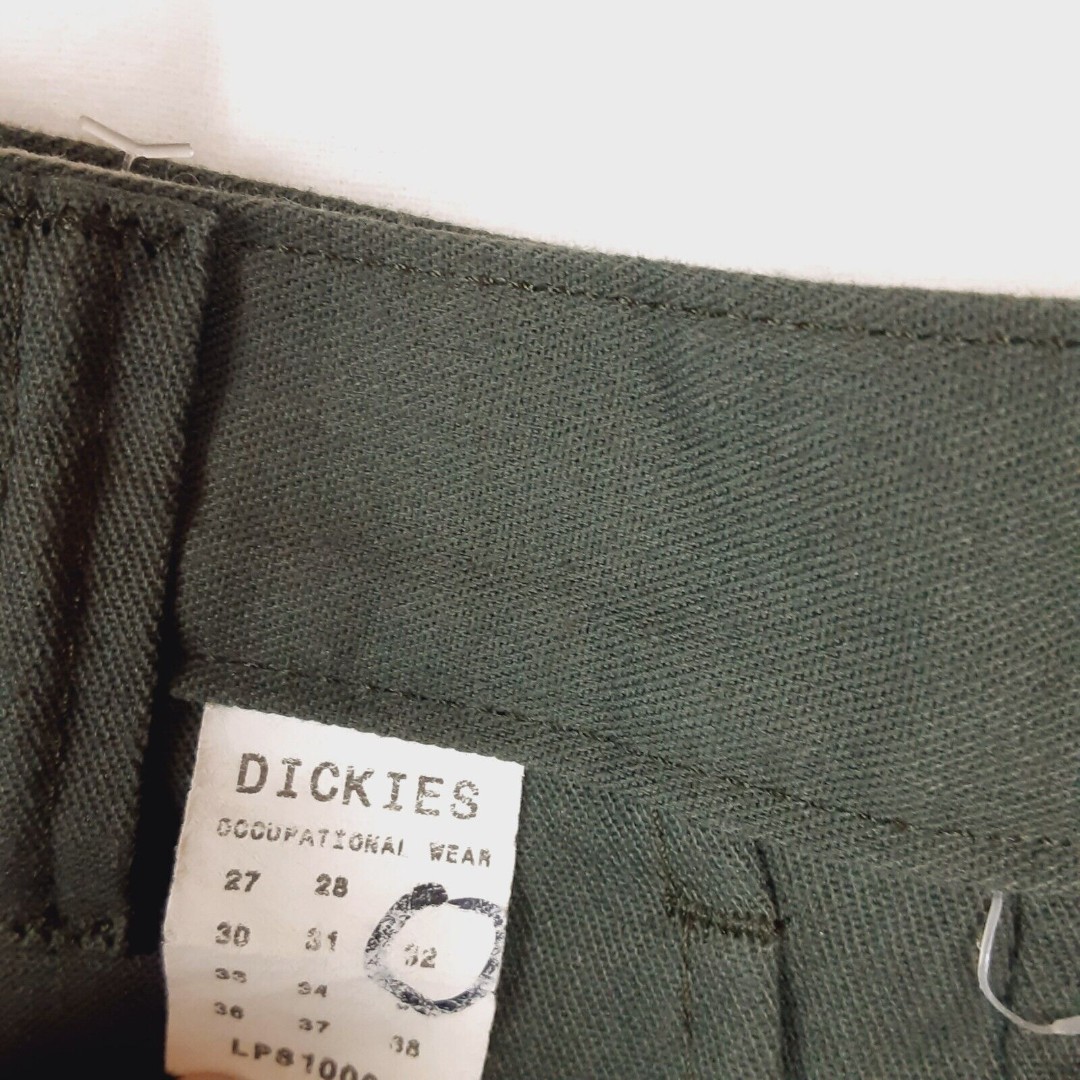 DICKIES
OCCUPATIONAL WEAR
27 28
30 31 32
33 34
36 37 38